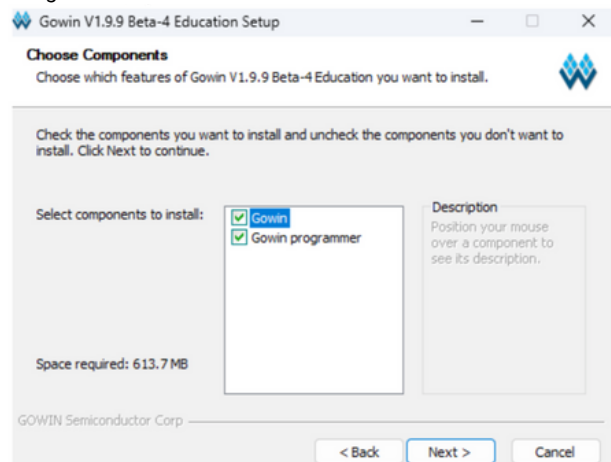 Gowin V1.9.9 Beta-4 Education Setup
Choose Components
Choose which features of Gowin V1.9.9 Beta-4 Education you want to install.
Check the components you want to install and uncheck the components you don't want to
install. Click Next to continue.
Select components to install:
Gowin
Gowin programmer
Description
Position your mouse
over a component to
see its description.
Space required: 613.7 MB
GOWIN Semiconductor Corp
< Back
Next >
Cancel